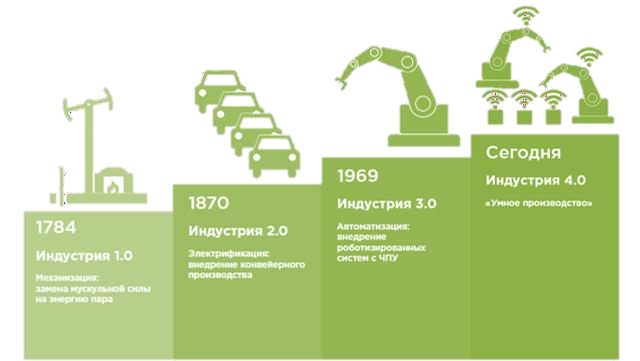 1784
Индустрия 1.0
Механизация:
замена мускульной силы
на энергию пара
1870
Индустрия 2.0
Электрификация:
внедрение конвейерного
производства
1969
Индустрия 3.0
Автоматизация:
внедрение
роботизированных
систем с ЧПУ
Сегодня
Индустрия 4.0
«Умное производство»